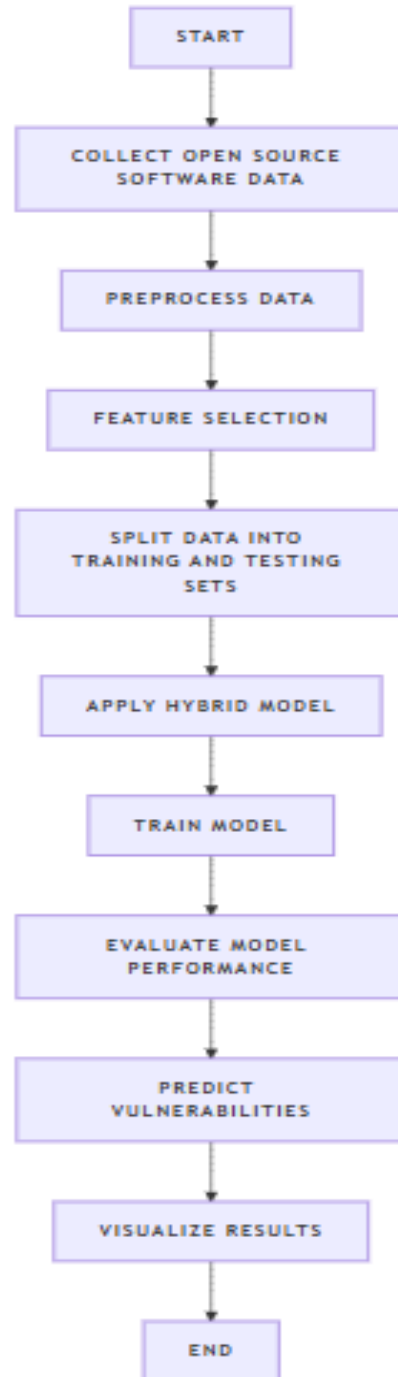 START
COLLECT OPEN SOURCE
SOFTWARE DATA
PREPROCESS DATA
FEATURE SELECTION
SPLIT DATA INTO
TRAINING AND TESTING
SETS
APPLY HYBRID MODEL
TRAIN MODEL
EVALUATE MODEL
PERFORMANCE
PREDICT
VULNERABILITIES
VISUALIZE RESULTS
END